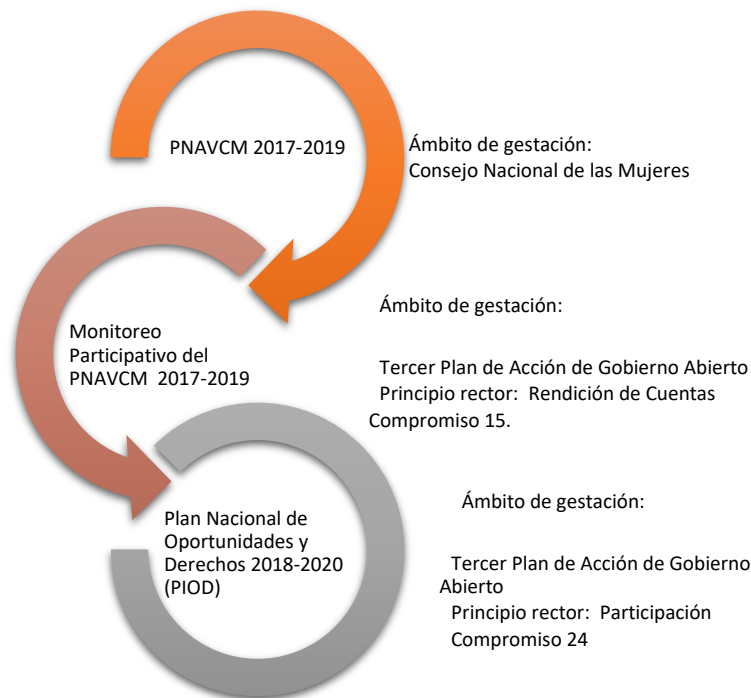 PNAVCM 2017-2019
Ámbito de gestación:
Consejo Nacional de las Mujeres
Monitoreo
Participativo del
PNAVCM 2017-2019
Ámbito de gestación:
Tercer Plan de Acción de Gobierno Abierto
Principio rector: Rendición de Cuentas
Compromiso 15.
Plan Nacional de
Oportunidades y
Derechos 2018-2020
(PIOD)
Ámbito de gestación:
Tercer Plan de Acción de Gobierno
Abierto
Principio rector: Participación
Compromiso 24